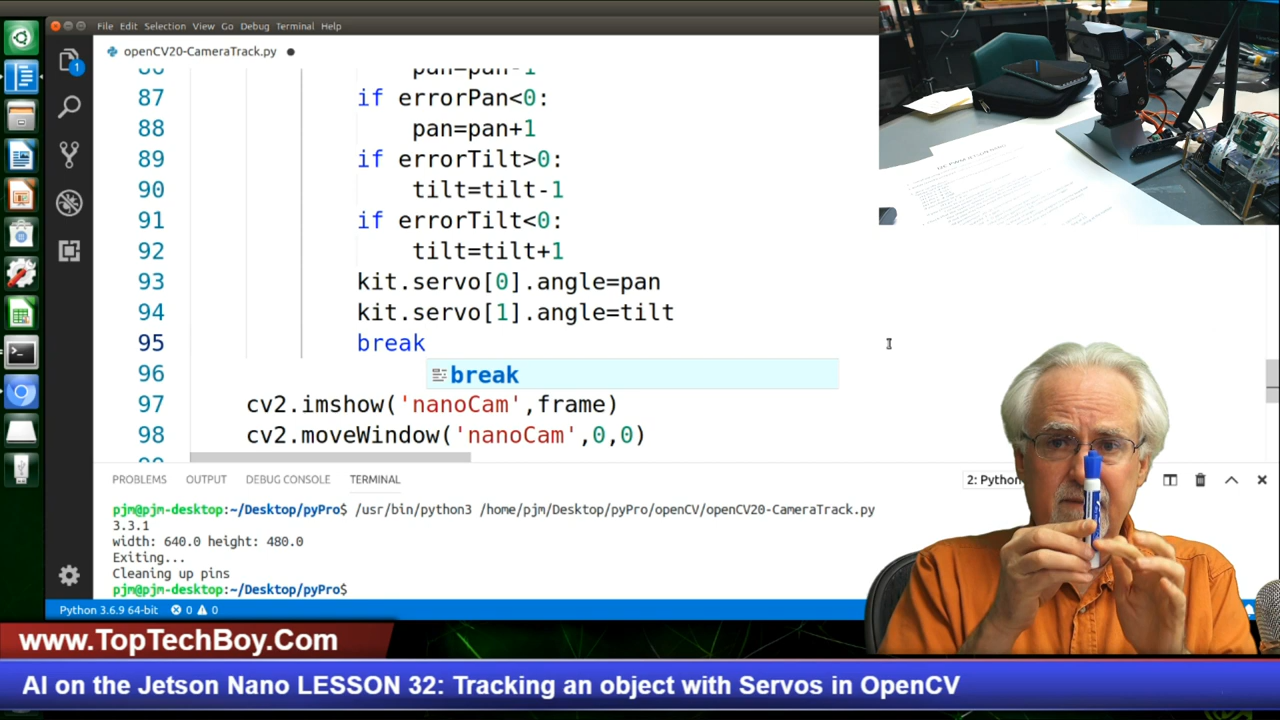 File Edit Selection View Go Debug Terminal Help
openCV20-CameraTrack.py
1
86 pan=pan-1
87 if errorPan<0:
88 pan=pan+1
89 if errorTilt>0:
90 tilt=tilt-1
91 if errorTilt<0:
92 tilt=tilt+1
93 kit.servo[0].angle=pan
94 kit.servo[1].angle=tilt
95 break
break
96
97 cv2.imshow('nanoCam',frame)
98 cv2.moveWindow('nanoCam',0,0)
PROBLEMS OUTPUT DEBUG CONSOLE TERMINAL 2: Python
pjm@pjm-desktop:~/Desktop/pyPro$ /usr/bin/python3 /home/pjm/Desktop/pyPro/openCV/openCV20-CameraTrack.py
3.3.1
width: 640.0 height: 480.0
Exiting...
Cleaning up pins
pjm@pjm-desktop:~/Desktop/pyPro$
Python 3.6.9 64-bit 0 0
www.TopTechBoy.Com
AI on the Jetson Nano LESSON 32: Tracking an object with Servos in OpenCV